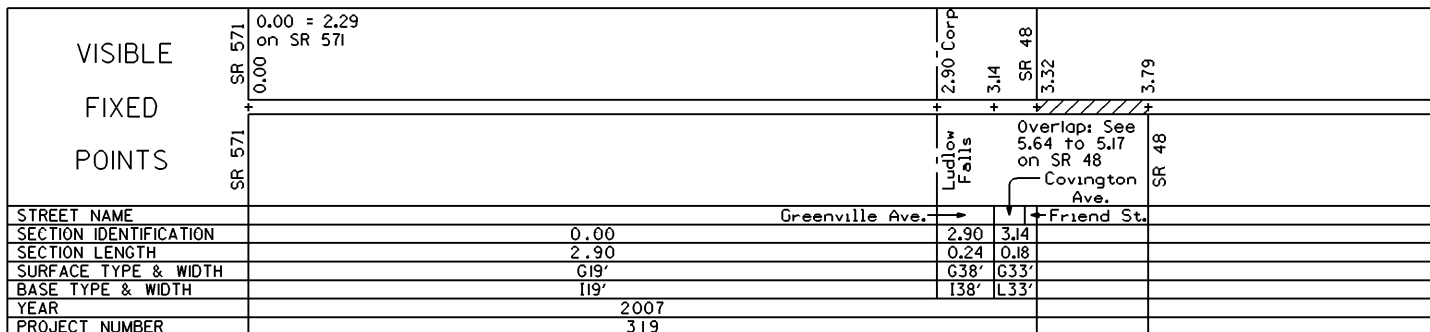 VISIBLE
FIXED
POINTS
SR 571
SR 571
0.00
0.00 = 2.29
on SR 571
2.90 Corp
3.14
SR 48
3.32
3.79
Ludlow
Falls
Overlap: See
5.64 to 5.17
on SR 48
Covington
Ave.
SR 48
STREET NAME Greenville Ave. Friend St.
SECTION IDENTIFICATION 0.00 2.90 3.14
SECTION LENGTH 2.90 0.24 0.18
SURFACE TYPE & WIDTH G19' G38' G33'
BASE TYPE & WIDTH I19' I38' L33'
YEAR 2007
PROJECT NUMBER 319